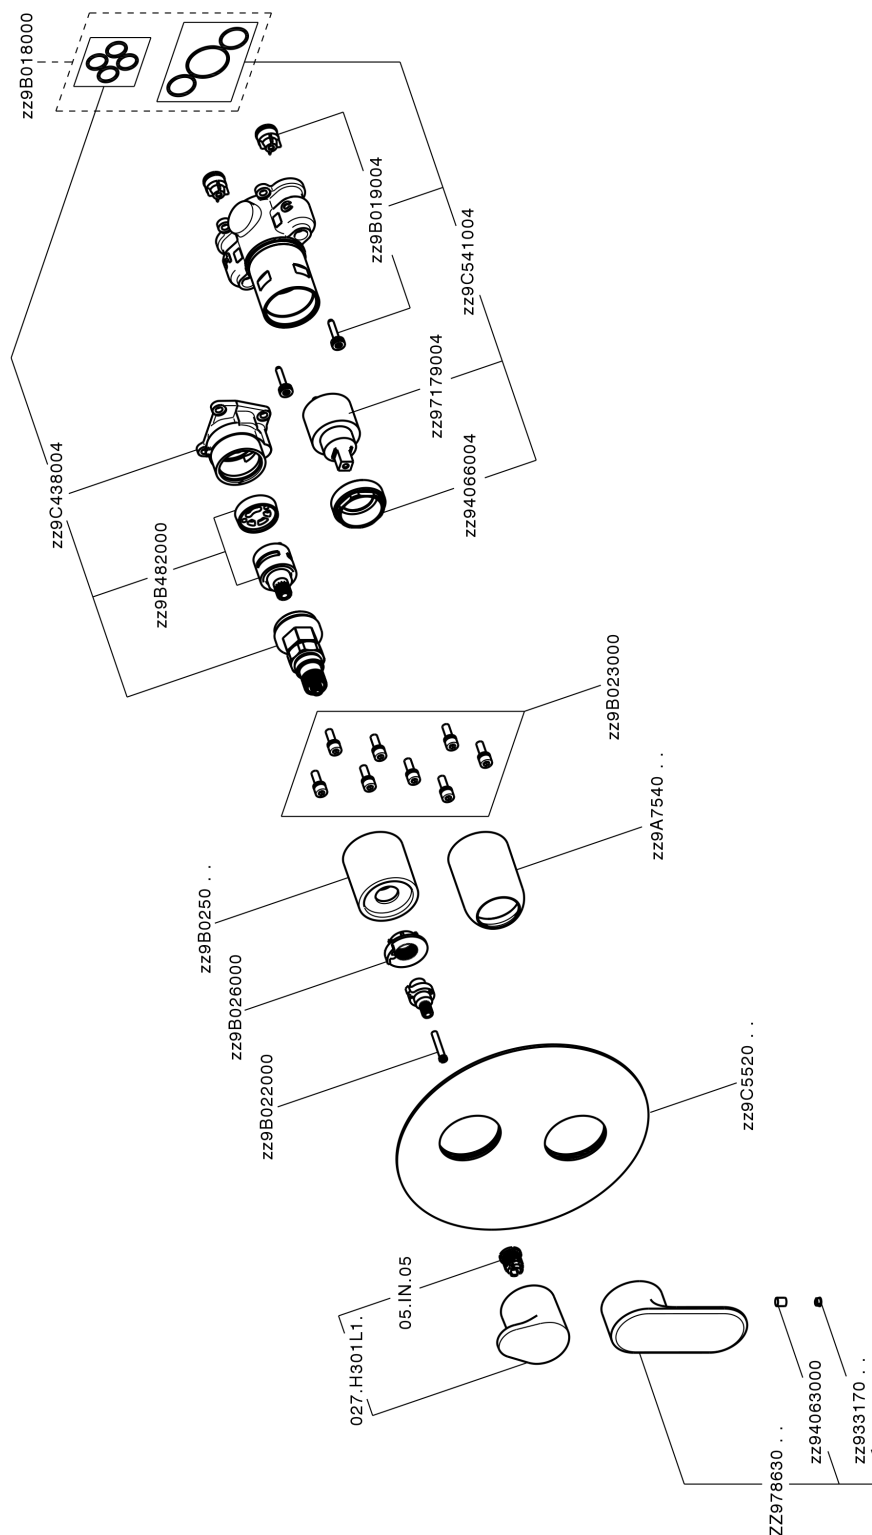 zz9B018000
zz9B019004
zz9C541004
zz97179004
zz94066004
zz9C438004
zz9B482000
zz9B023000
zz9A7540 . .
zz9B0250 . .
zz9B026000
zz9B022000
zz9C5520 . .
05.IN.05
027.H301L1.
zz94063000
zz933170 . .
ZZ978630 . .